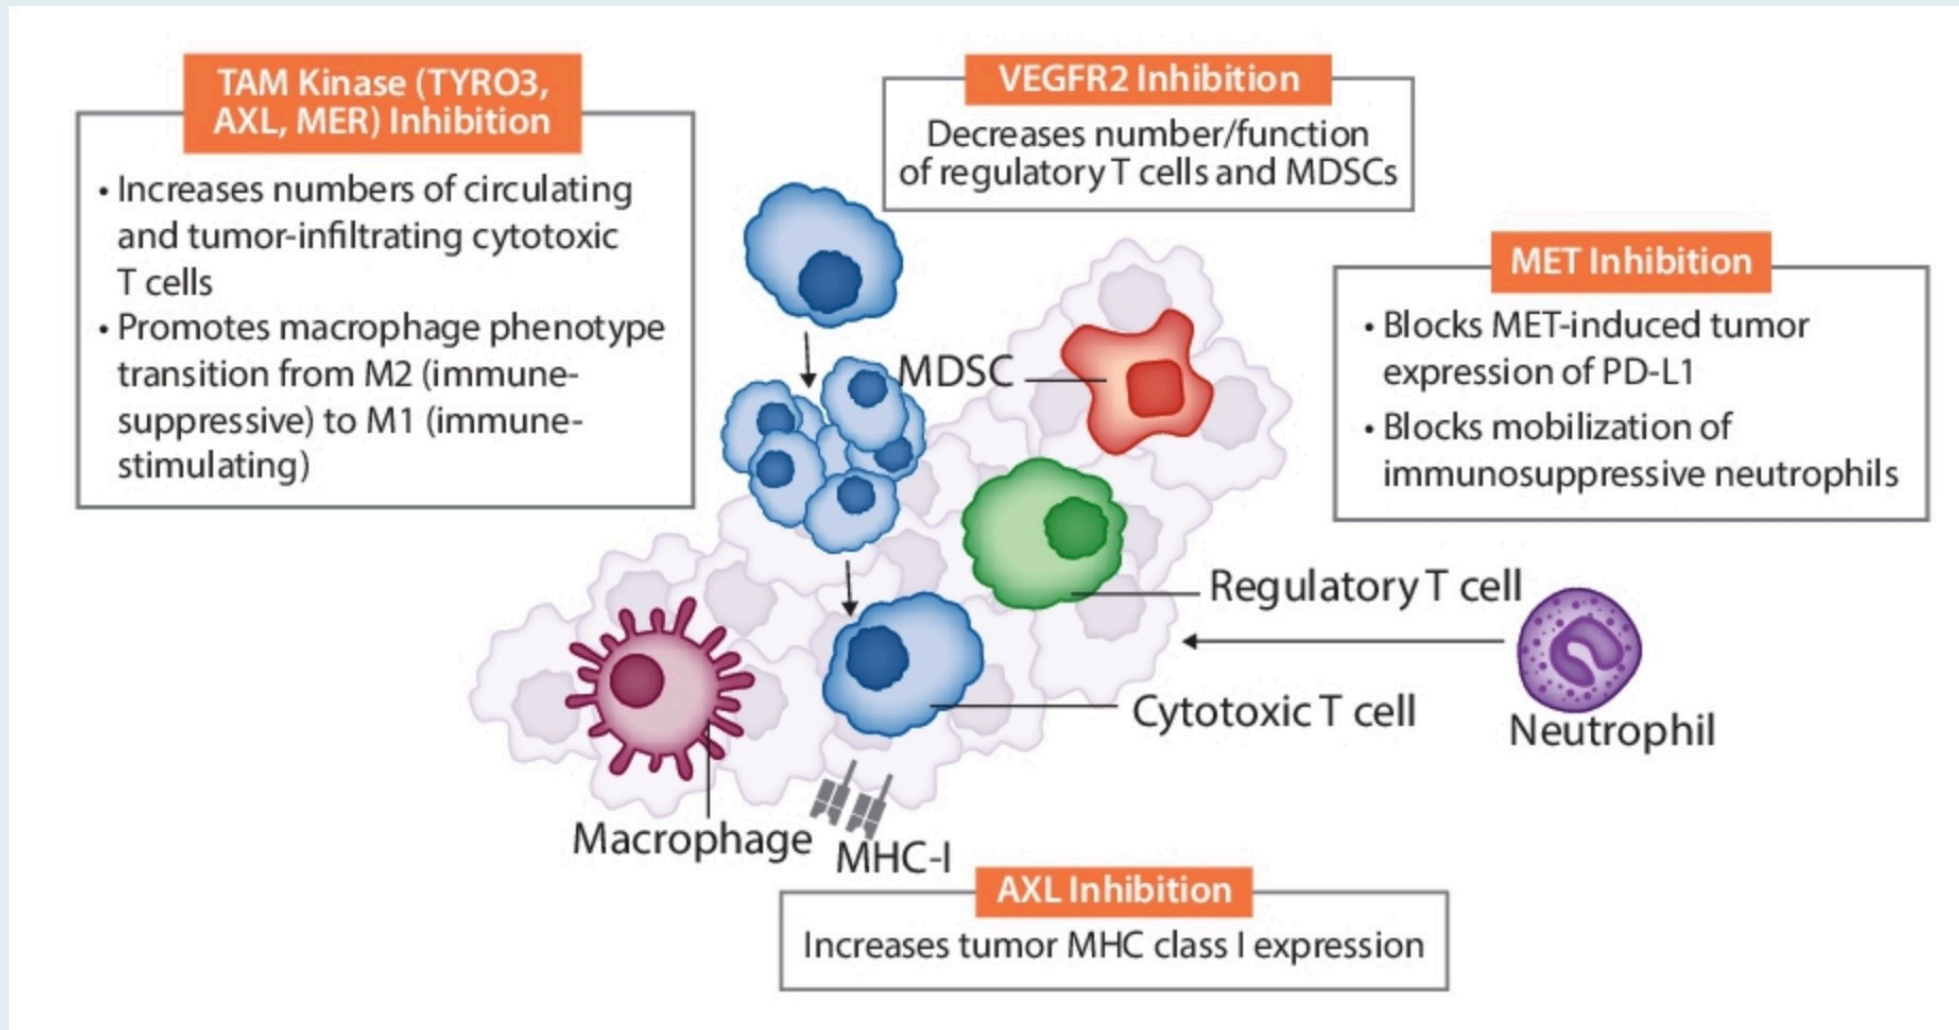 TAM Kinase (TYRO3,
AXL, MER) Inhibition
• Increases numbers of circulating
and tumor-infiltrating cytotoxic
T cells
• Promotes macrophage phenotype
transition from M2 (immune-
suppressive) to M1 (immune-
stimulating)
VEGFR2 Inhibition
Decreases number/function
of regulatory T cells and MDSCs
MET Inhibition
• Blocks MET-induced tumor
expression of PD-L1
• Blocks mobilization of
immunosuppressive neutrophils
MDSC
Regulatory T cell
Cytotoxic T cell
Neutrophil
Macrophage
MHC-I
AXL Inhibition
Increases tumor MHC class I expression